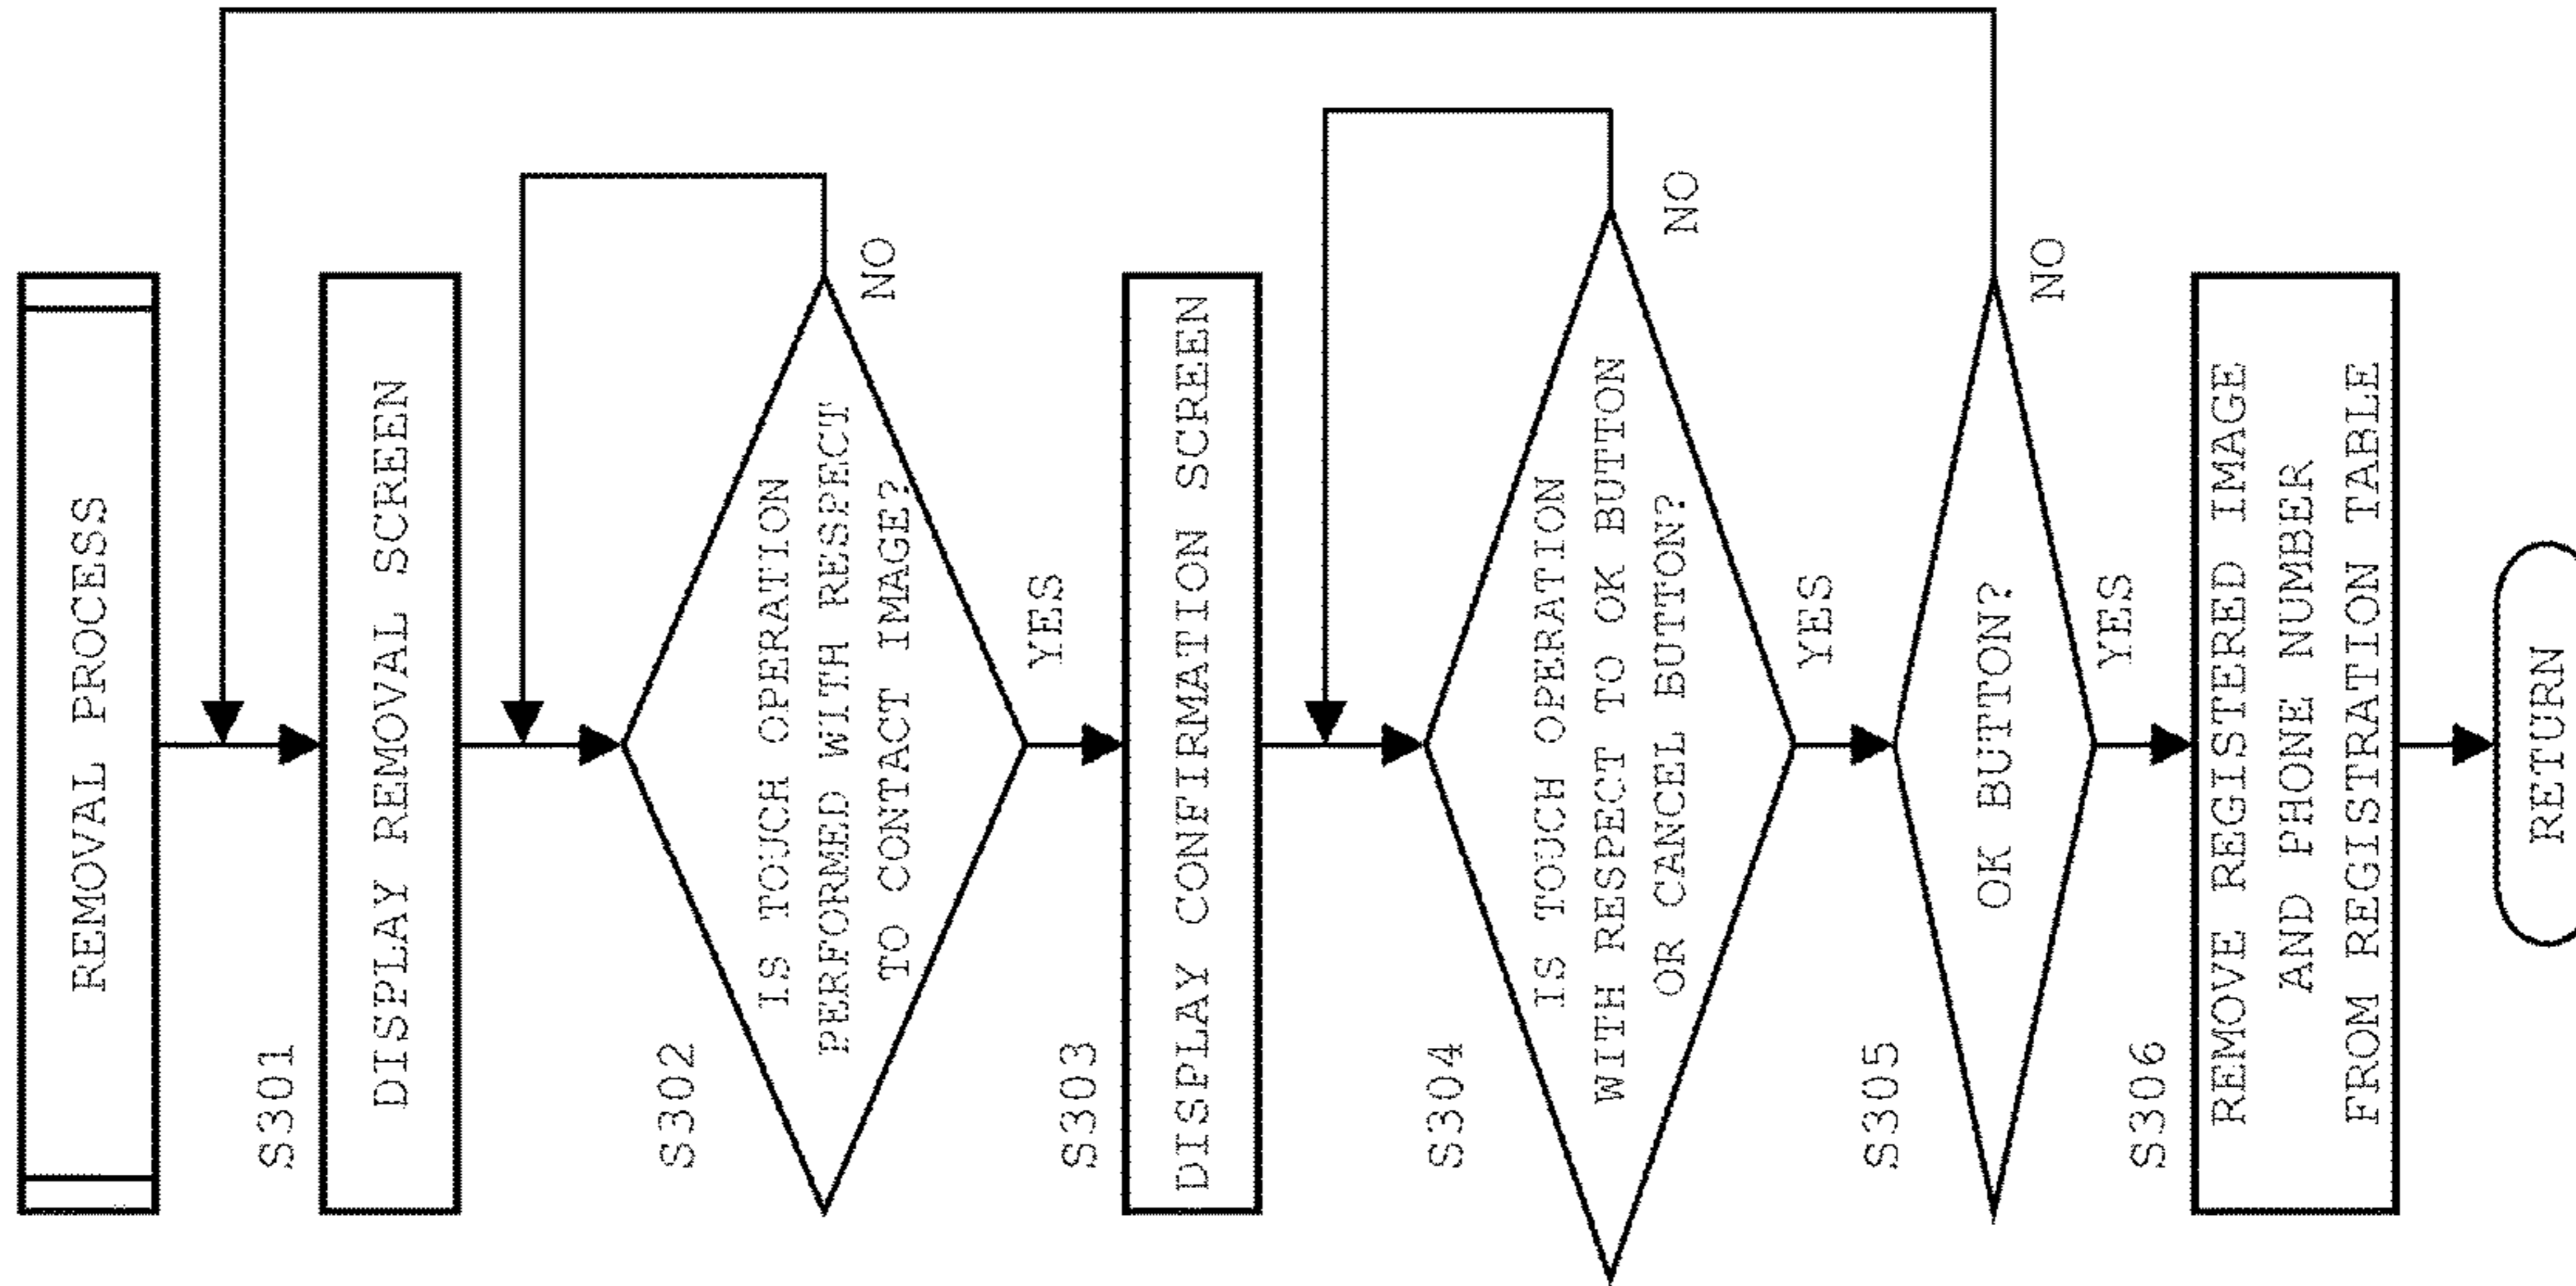 REMOVAL PROCESS
S301
DISPLAY REMOVAL SCREEN
S302
IS TOUCH OPERATION
PERFORMED WITH RESPECT
TO CONTACT IMAGE?
NO
YES
S303
DISPLAY CONFIRMATION SCREEN
S304
IS TOUCH OPERATION
WITH RESPECT TO OK BUTTON
OR CANCEL BUTTON?
NO
YES
S305
OK BUTTON?
NO
YES
S306
REMOVE REGISTERED IMAGE
AND PHONE NUMBER
FROM REGISTRATION TABLE
RETURN